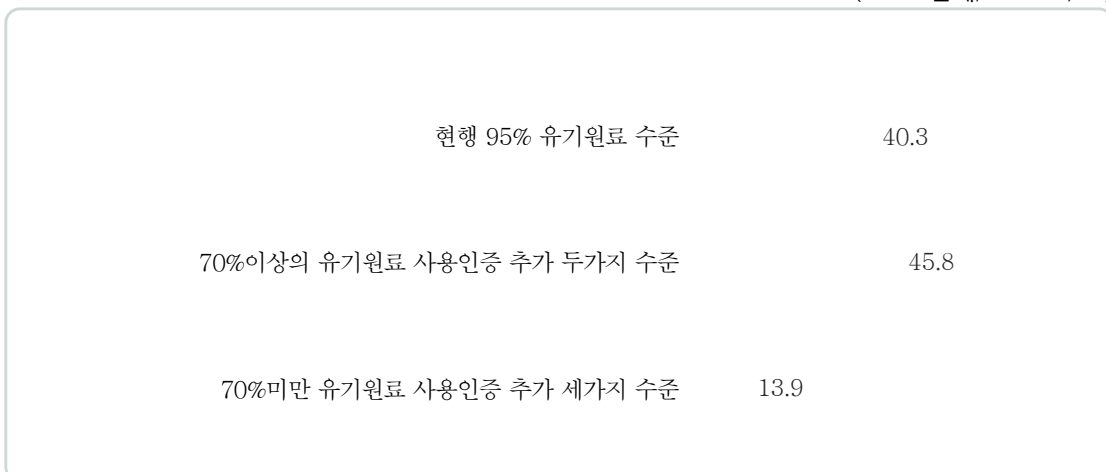 현행 95% 유기원료 수준 40.3
70%이상의 유기원료 사용인증 추가 두가지 수준 45.8
70%미만 유기원료 사용인증 추가 세가지 수준 13.9